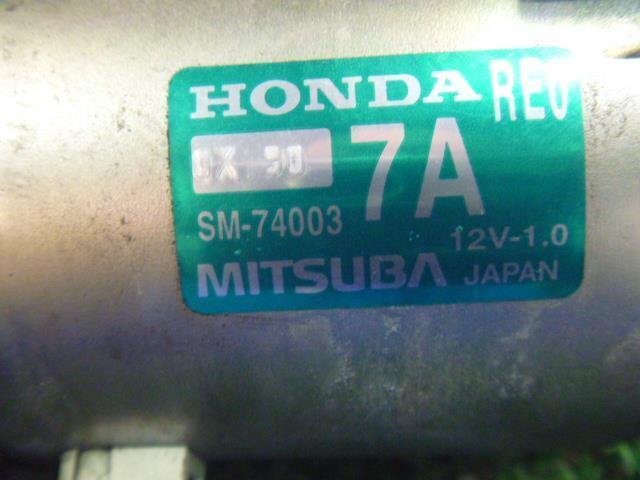 HONDA REO
7A
SM-74003
12V-1.0
MITSUBA JAPAN